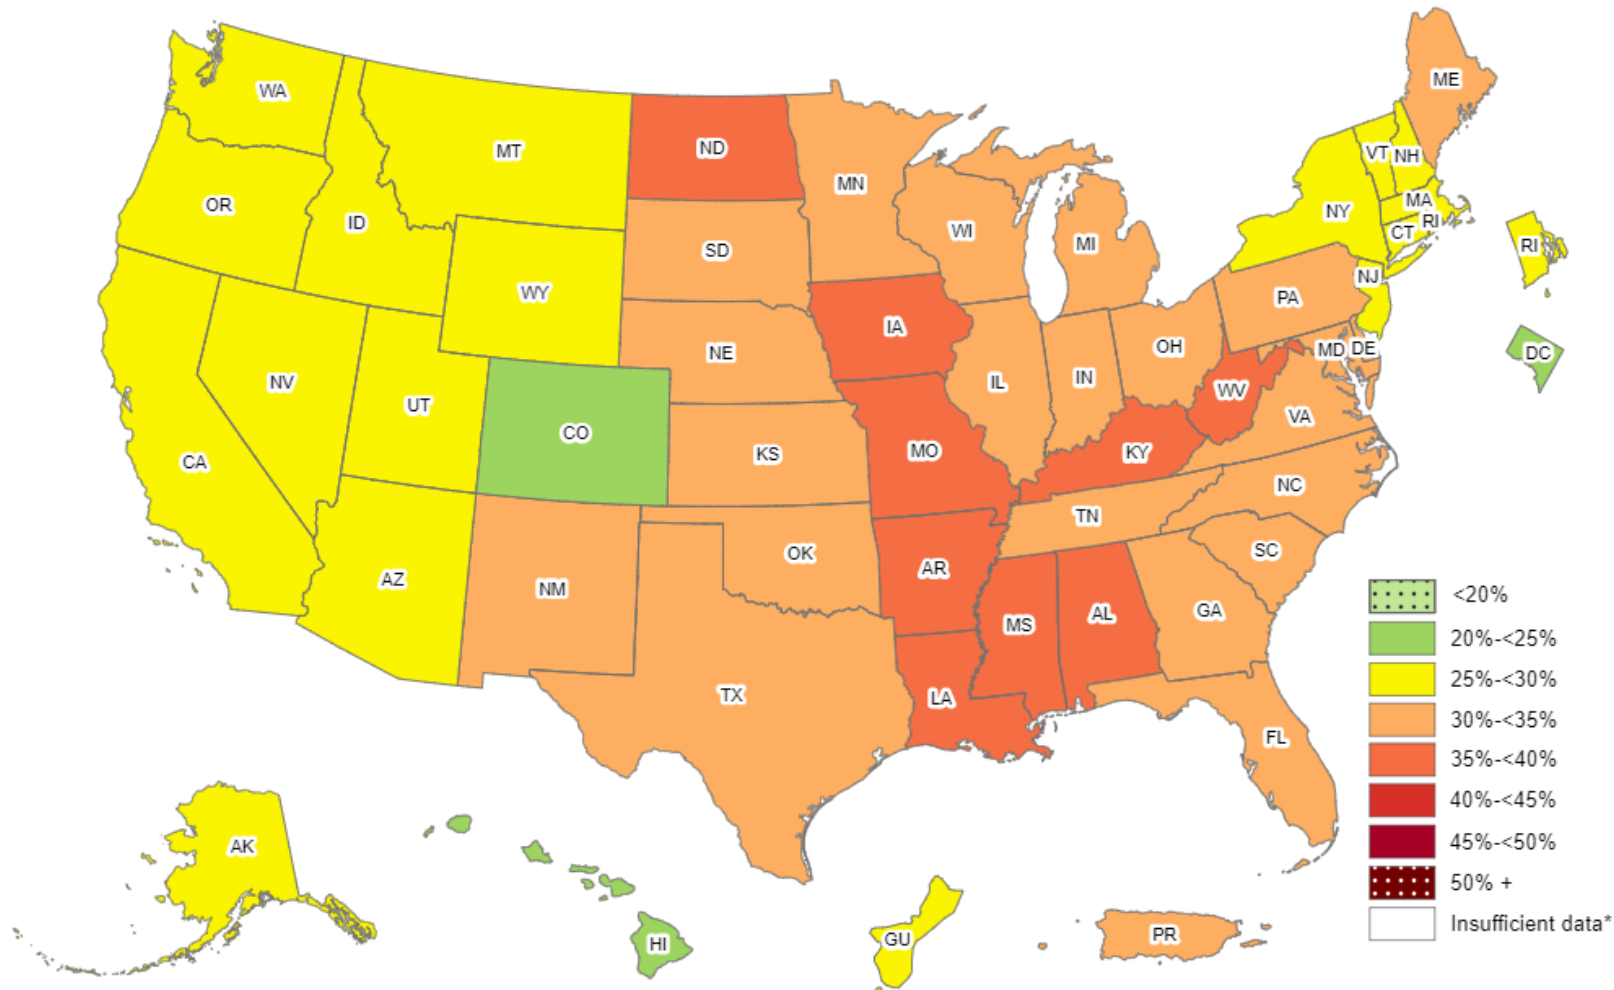 WA
MT
ND
MN
ME
VT
NH
OR
ID
SD
WI
MI
NY
MA
RI
CT
RI
WY
NJ
PA
IA
NE
OH
MD
DE
DC
NV
UT
IL
IN
WV
CO
VA
CA
KS
MO
KY
NC
TN
AZ
NM
OK
AR
SC
MS
AL
GA
TX
LA
FL
AK
HI
GU
PR
<20%
20%-<25%
25%-<30%
30%-<35%
35%-<40%
40%-<45%
45%-<50%
50% +
Insufficient data*